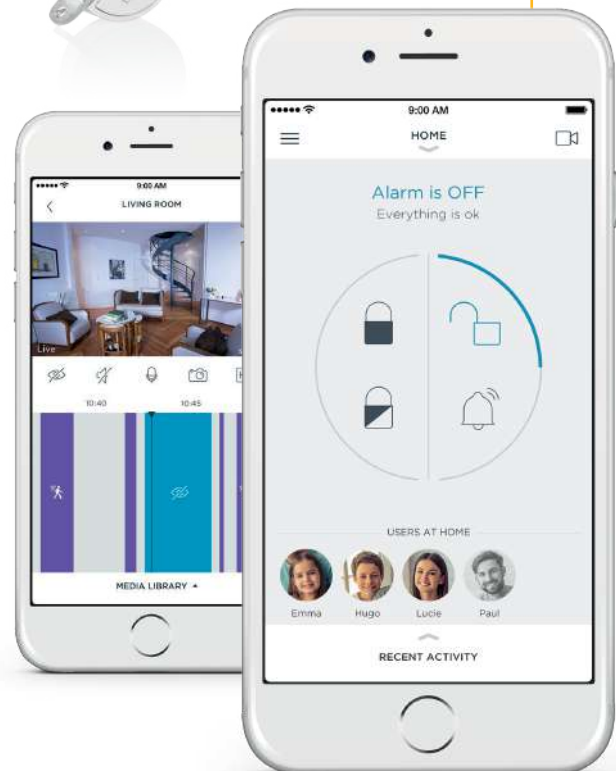 9:00 AM
LIVING ROOM
Live
10:40 10:45
MEDIA LIBRARY
9:00 AM
HOME
Alarm is OFF
Everything is ok
USERS AT HOME
Emma Hugo Lucie Paul
RECENT ACTIVITY